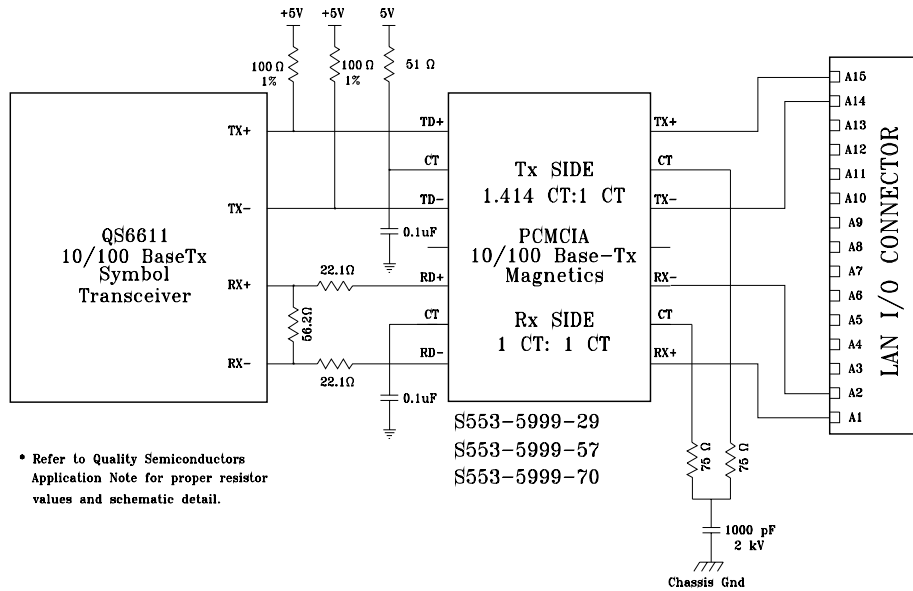 +5V
+5V
5V
100 Ω
1%
100 Ω
1%
51 Ω
TX+
TD+
CT
TX-
TD-
0.1uF
QS6611
10/100 BaseTx
Symbol
Transceiver
RX+
22.1Ω
RD+
56.2Ω
CT
RX-
22.1Ω
RD-
0.1uF
Tx SIDE
1.414 CT:1 CT
PCMCIA
10/100 Base-Tx
Magnetics
Rx SIDE
1 CT: 1 CT
TX+
CT
TX-
RX-
CT
RX+
A15
A14
A13
A12
A11
A10
A9
A8
A7
A6
A5
A4
A3
A2
A1
LAN I/O CONNECTOR
S553-5999-29
S553-5999-57
S553-5999-70
75 Ω
75 Ω
1000 pF
2 kV
Chassis Gnd
* Refer to Quality Semiconductors
Application Note for proper resistor
values and schematic detail.